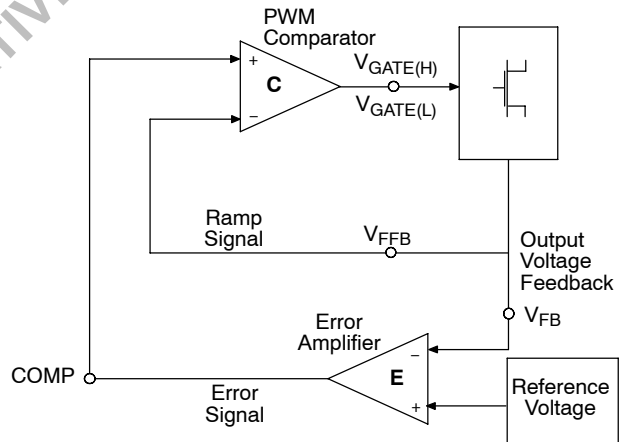 PWM
Comparator
+
C
−
VGATE(H)
VGATE(L)
Ramp
Signal
VFFB
Output
Voltage
Feedback
VFB
Error
Amplifier
−
E
+
COMP
Error
Signal
Reference
Voltage